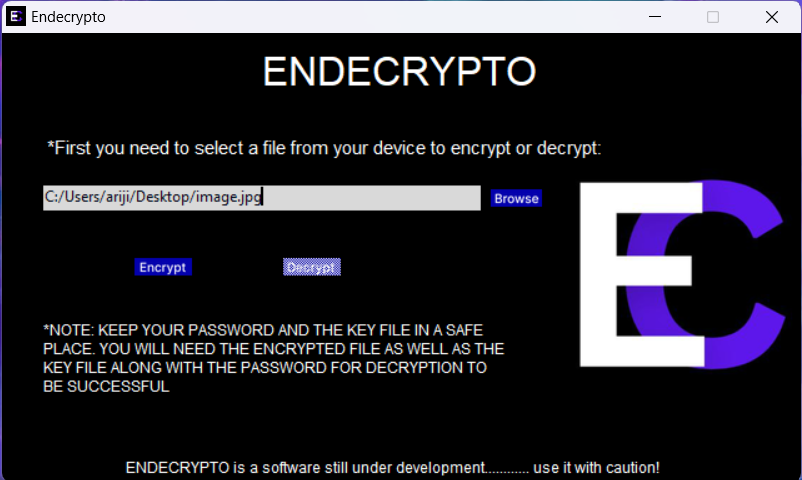 Endecrypto
ENDECRYPTO
*First you need to select a file from your device to encrypt or decrypt:
C:/Users/ariji/Desktop/image.jpg
Browse
EC
Encrypt
Decrypt
*NOTE: KEEP YOUR PASSWORD AND THE KEY FILE IN A SAFE
PLACE. YOU WILL NEED THE ENCRYPTED FILE AS WELL AS THE
KEY FILE ALONG WITH THE PASSWORD FOR DECRYPTION TO
BE SUCCESSFUL
ENDECRYPTO is a software still under development............ use it with caution!